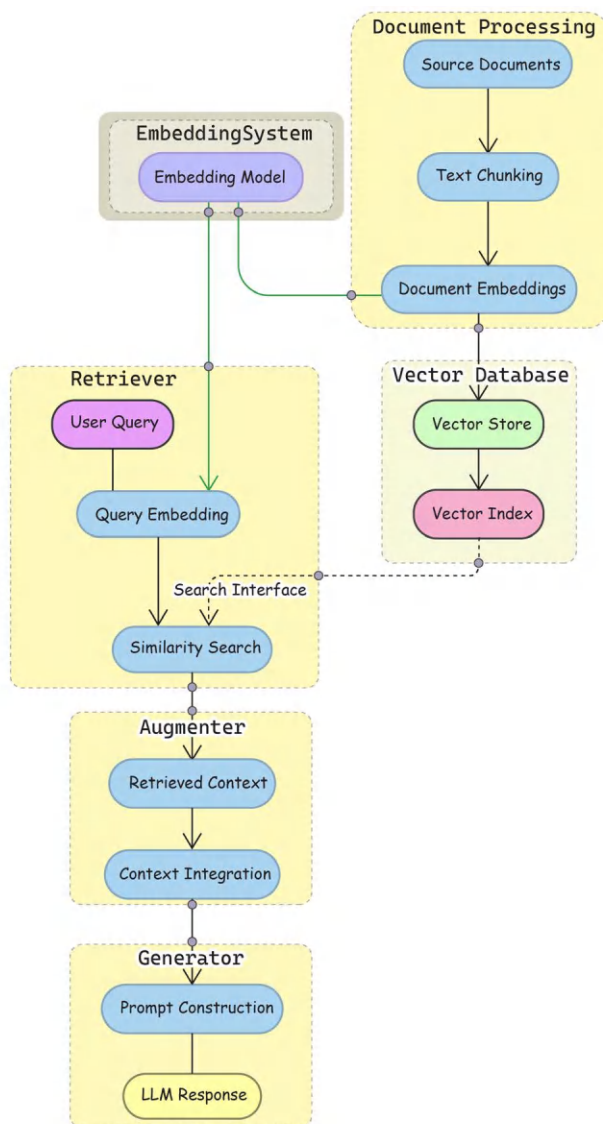 Document Processing
Source Documents
EmbeddingSystem
Embedding Model
Text Chunking
Document Embeddings
Retriever
Vector Database
User Query
Vector Store
Query Embedding
Vector Index
Search Interface
Similarity Search
Augmenter
Retrieved Context
Context Integration
Generator
Prompt Construction
LLM Response